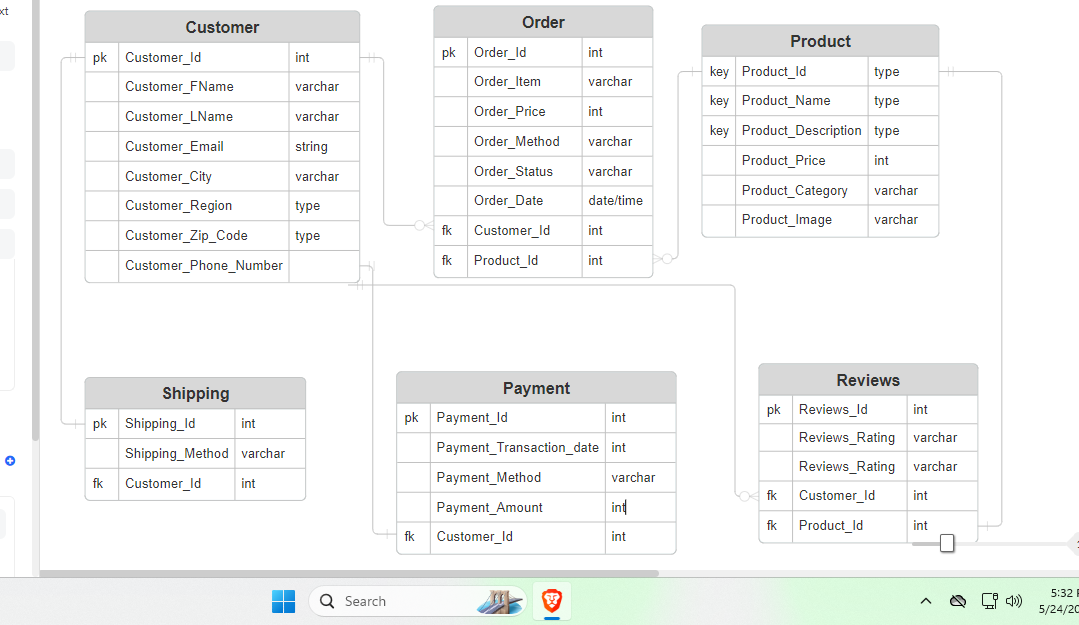 xt
Customer
pk Customer_Id int
Customer_FName varchar
Customer_LName varchar
Customer_Email string
Customer_City varchar
Customer_Region type
Customer_Zip_Code type
Customer_Phone_Number
Order
pk Order_Id int
Order_Item varchar
Order_Price int
Order_Method varchar
Order_Status varchar
Order_Date date/time
fk Customer_Id int
fk Product_Id int
Product
key Product_Id type
key Product_Name type
key Product_Description type
Product_Price int
Product_Category varchar
Product_Image varchar
Shipping
pk Shipping_Id int
Shipping_Method varchar
fk Customer_Id int
Payment
pk Payment_Id int
Payment_Transaction_date int
Payment_Method varchar
Payment_Amount int
fk Customer_Id int
Reviews
pk Reviews_Id int
Reviews_Rating varchar
Reviews_Rating varchar
fk Customer_Id int
fk Product_Id int
Search
5:32
5/24/20